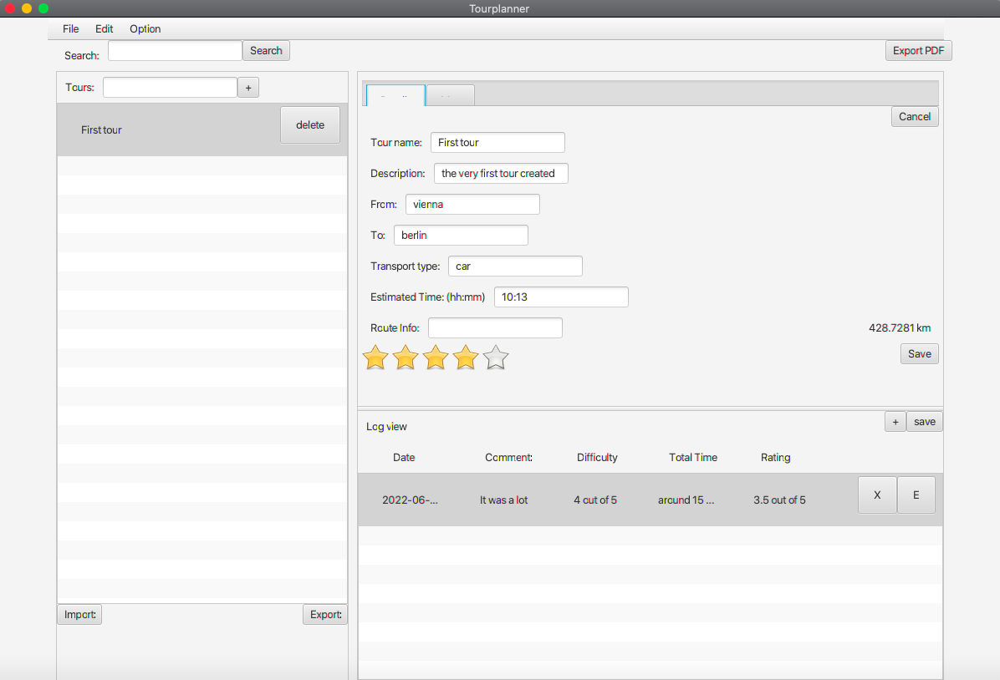 Tourplanner
File Edit Option
Search: Search Export PDF
Tours: +
First tour delete
Cancel
Tour name: First tour
Description: the very first tour created
From: vienna
To: berlin
Transport type: car
Estimated Time: (hh:mm) 10:13
Route Info: 428.7281 km
Save
Log view + save
Date Comment: Difficulty Total Time Rating
2022-06-... It was a lot 4 out of 5 around 15 ... 3.5 out of 5 X E
Import: Export: